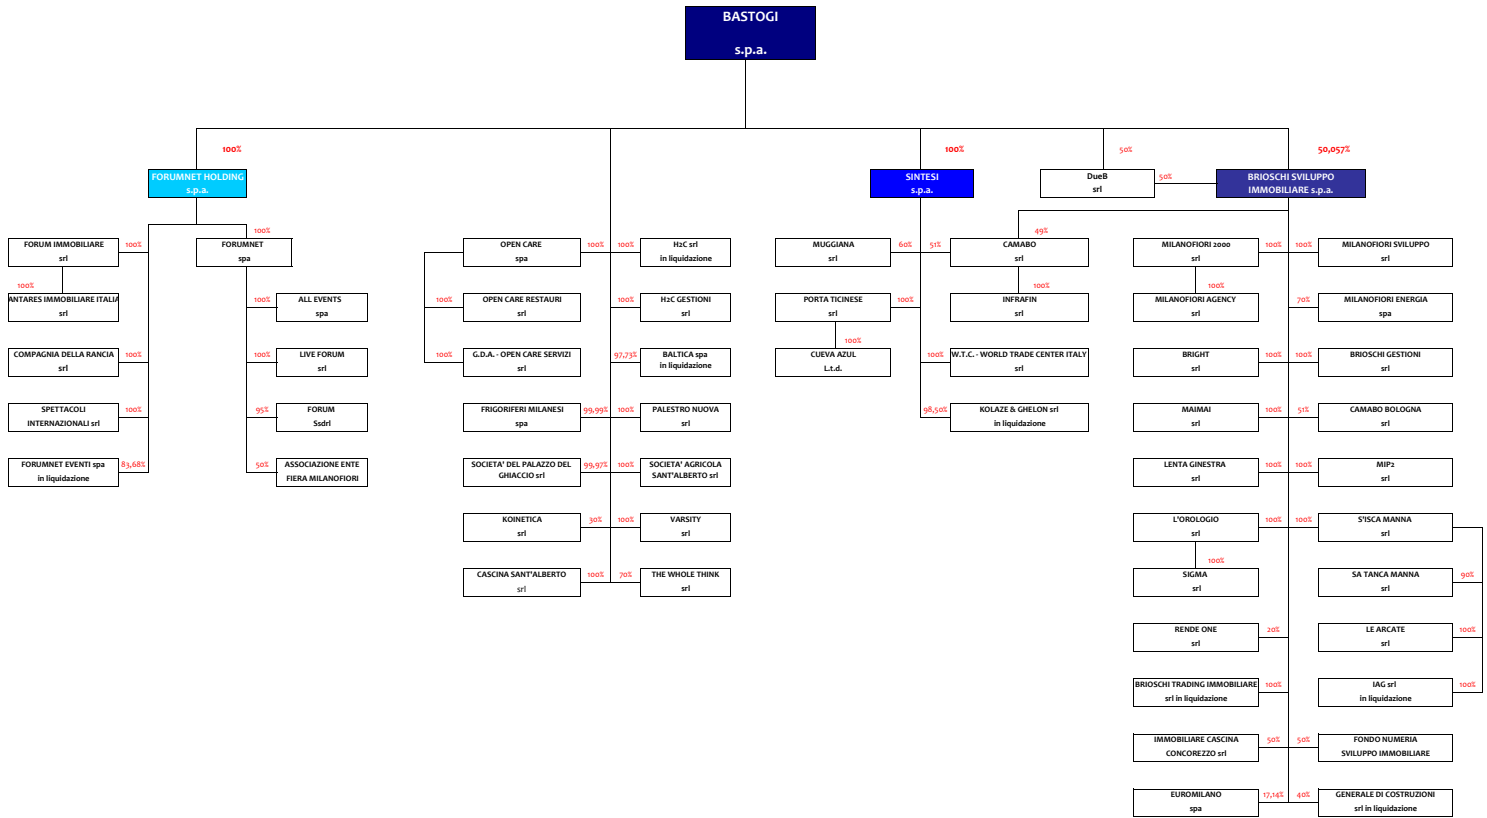 BASTOGI
s.p.a.
100%
100%
50%
50,057%
FORUMNET HOLDING
s.p.a.
SINTESI
s.p.a.
DueB
srl
50%
BRIOSCHI SVILUPPO
IMMOBILIARE s.p.a.
100%
49%
FORUM IMMOBILIARE
srl
100%
FORUMNET
spa
OPEN CARE
spa
100%
100%
H2C srl
in liquidazione
MUGGIANA
srl
60%
51%
CAMABO
srl
MILANOFIORI 2000
srl
100%
100%
MILANOFIORI SVILUPPO
srl
100%
100%
100%
ANTARES IMMOBILIARE ITALIA
srl
100%
ALL EVENTS
spa
100%
OPEN CARE RESTAURI
srl
100%
H2C GESTIONI
srl
PORTA TICINESE
srl
100%
INFRAFIN
srl
MILANOFIORI AGENCY
srl
70%
MILANOFIORI ENERGIA
spa
100%
COMPAGNIA DELLA RANCIA
srl
100%
100%
LIVE FORUM
srl
100%
G.D.A. - OPEN CARE SERVIZI
srl
97,73%
BALTICA spa
in liquidazione
CUEVA AZUL
L.t.d.
100%
W.T.C. - WORLD TRADE CENTER ITALY
srl
BRIGHT
srl
100%
100%
BRIOSCHI GESTIONI
srl
SPETTACOLI
INTERNAZIONALI srl
100%
95%
FORUM
Ssdrl
FRIGORIFERI MILANESI
spa
99,99%
100%
PALESTRO NUOVA
srl
98,50%
KOLAZE & GHELON srl
in liquidazione
MAIMAI
srl
100%
51%
CAMABO BOLOGNA
srl
FORUMNET EVENTI spa
in liquidazione
83,68%
50%
ASSOCIAZIONE ENTE
FIERA MILANOFIORI
SOCIETA' DEL PALAZZO DEL
GHIACCIO srl
99,97%
100%
SOCIETA' AGRICOLA
SANT'ALBERTO srl
LENTA GINESTRA
srl
100%
100%
MIP2
srl
KOINETICA
srl
30%
100%
VARSITY
srl
L'OROLOGIO
srl
100%
100%
S'ISCA MANNA
srl
100%
CASCINA SANT'ALBERTO
srl
100%
70%
THE WHOLE THINK
srl
SIGMA
srl
SA TANCA MANNA
srl
90%
RENDE ONE
srl
20%
LE ARCATE
srl
100%
BRIOSCHI TRADING IMMOBILIARE
srl in liquidazione
100%
IAG srl
in liquidazione
100%
IMMOBILIARE CASCINA
CONCOREZZO srl
50%
50%
FONDO NUMERIA
SVILUPPO IMMOBILIARE
EUROMILANO
spa
17,14%
40%
GENERALE DI COSTRUZIONI
srl in liquidazione